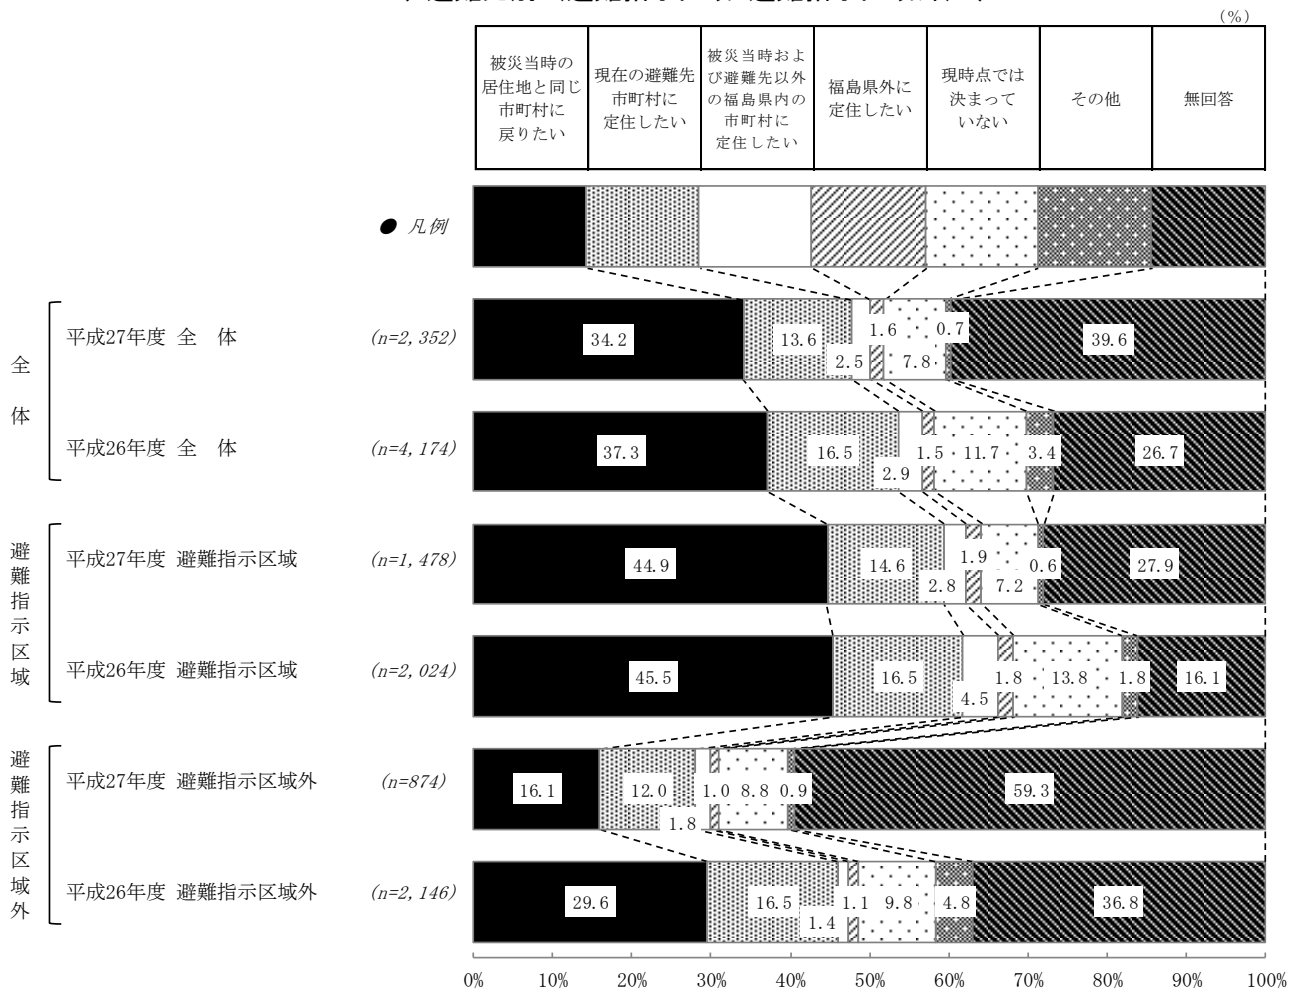 （%）
被災当時の
居住地と同じ
市町村に
戻りたい
現在の避難先
市町村に
定住したい
被災当時およ
び避難先以外
の福島県内の
市町村に
定住したい
福島県外に
定住したい
現時点では
決まって
いない
その他
無回答
● 凡例
全体
平成27年度 全　体 (n=2,352)
34.2 13.6 2.5 1.6 7.8 0.7 39.6
平成26年度 全　体 (n=4,174)
37.3 16.5 2.9 1.5 11.7 3.4 26.7
避難指示区域
平成27年度 避難指示区域 (n=1,478)
44.9 14.6 2.8 1.9 7.2 0.6 27.9
平成26年度 避難指示区域 (n=2,024)
45.5 16.5 4.5 1.8 13.8 1.8 16.1
避難指示区域外
平成27年度 避難指示区域外 (n=874)
16.1 12.0 1.8 1.0 8.8 0.9 59.3
平成26年度 避難指示区域外 (n=2,146)
29.6 16.5 1.4 1.1 9.8 4.8 36.8
0% 10% 20% 30% 40% 50% 60% 70% 80% 90% 100%